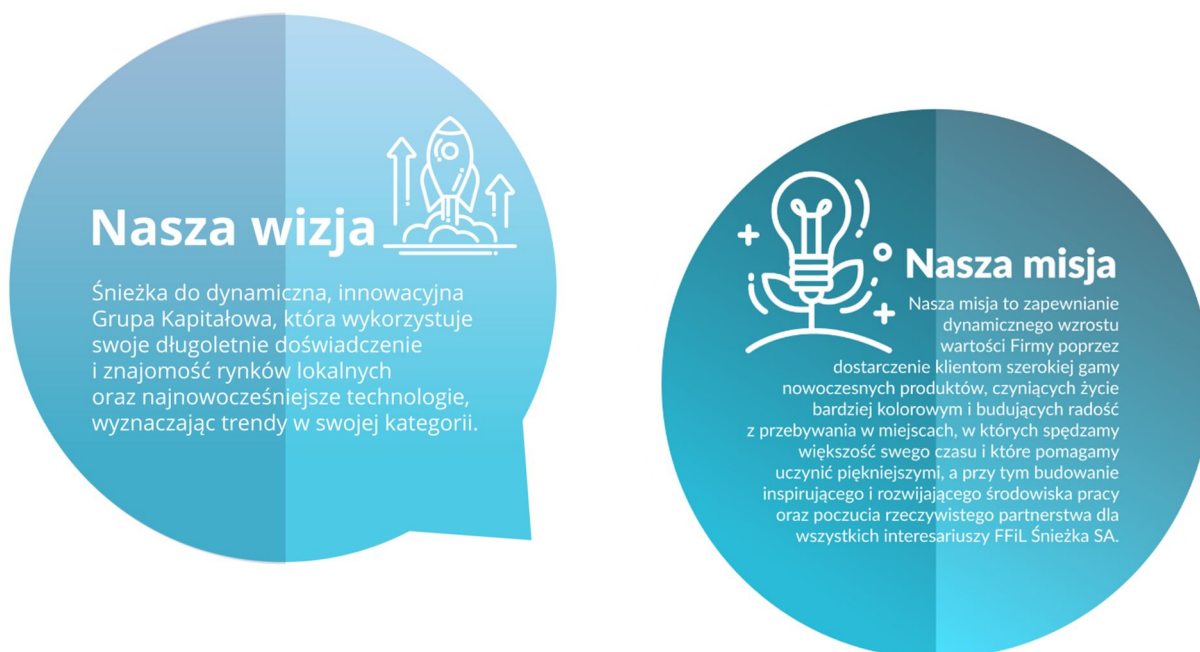 Nasza wizja
Śnieżka do dynamiczna, innowacyjna
Grupa Kapitałowa, która wykorzystuje
swoje długoletnie doświadczenie
i znajomość rynków lokalnych
oraz najnowocześniejsze technologie,
wyznaczając trendy w swojej kategorii.
Nasza misja
Nasza misja to zapewnianie
dynamicznego wzrostu
wartości Firmy poprzez
dostarczenie klientom szerokiej gamy
nowoczesnych produktów, czyniących życie
bardziej kolorowym i budujących radość
z przebywania w miejscach, w których spędzamy
większość swego czasu i które pomagamy
uczynić piękniejszymi, a przy tym budowanie
inspirującego i rozwijającego środowiska pracy
oraz poczucia rzeczywistego partnerstwa dla
wszystkich interesariuszy FFiL Śnieżka SA.